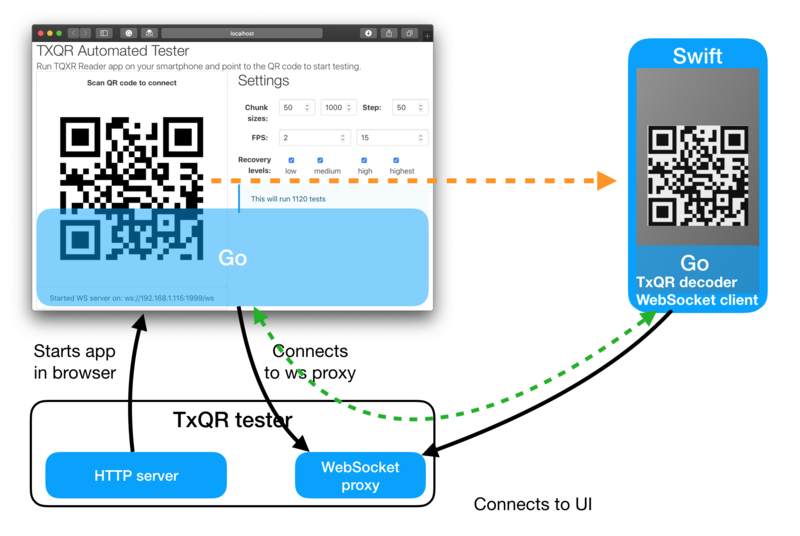 localhost
TXQR Automated Tester
Run TQXR Reader app on your smartphone and point to the QR code to start testing.
Scan QR code to connect
Settings
Chunk sizes:
50
1000
Step:
50
FPS:
2
15
Recovery levels:
low
medium
high
highest
This will run 1120 tests
Go
Started WS server on: ws://192.168.1.115:1999/ws
Swift
Go
TxQR decoder
WebSocket client
Starts app
in browser
Connects
to ws proxy
TxQR tester
HTTP server
WebSocket
proxy
Connects to UI